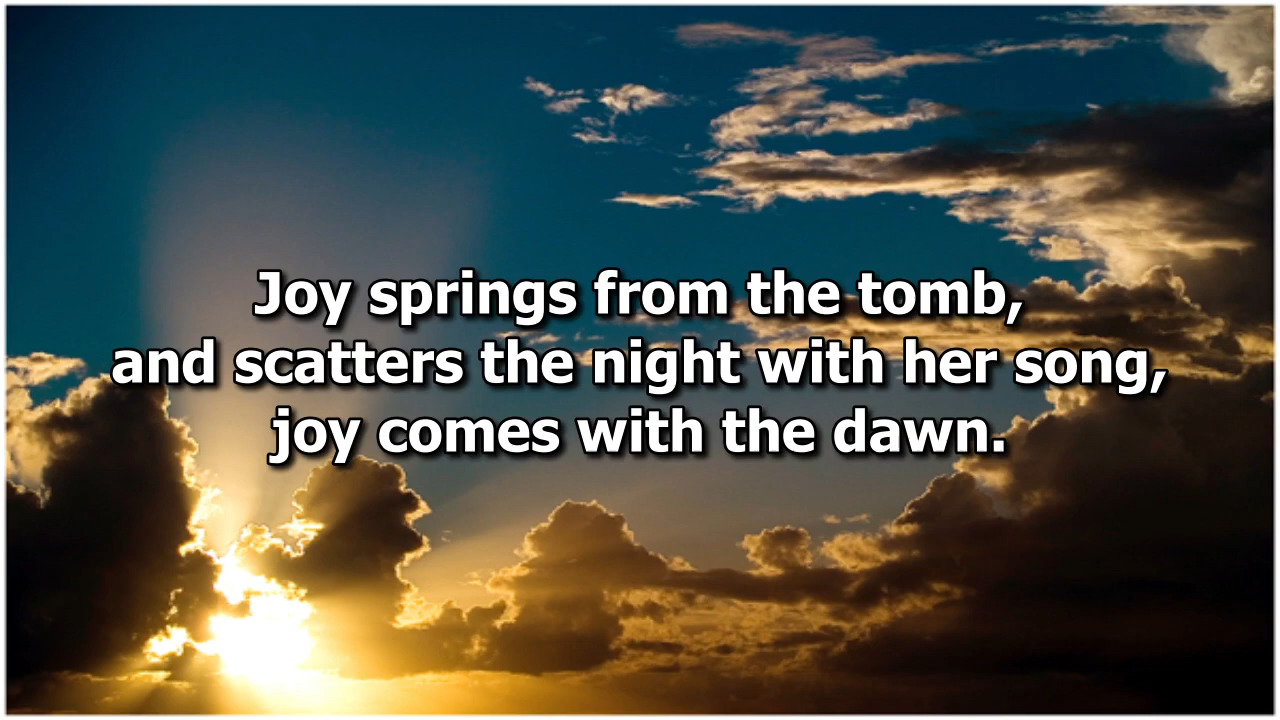 Joy springs from the tomb,
and scatters the night with her song,
joy comes with the dawn.